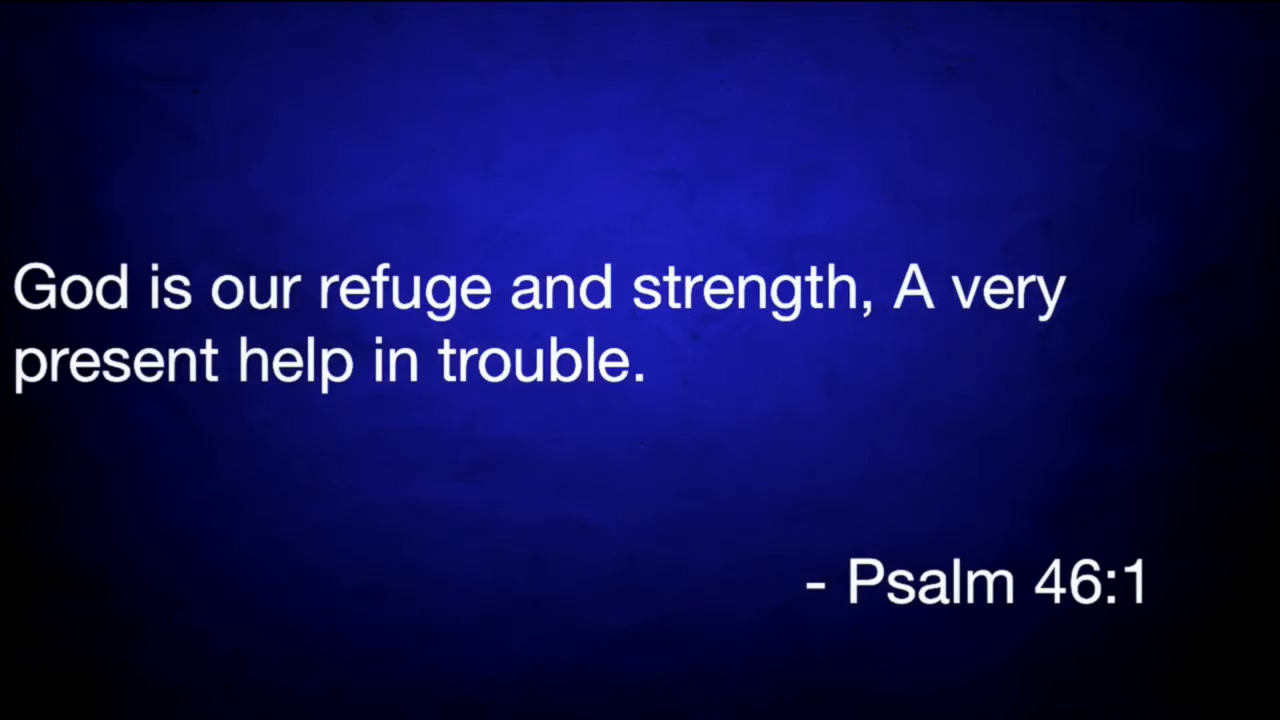 God is our refuge and strength, A very
present help in trouble.
- Psalm 46:1